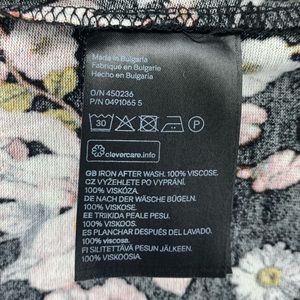 Made in Bulgaria
Fabriqué en Bulgarie
Hecho en Bulgaria
O/N 450236
P/N 0491065 5
30
P
clevercare.info
GB IRON AFTER WASH. 100% VISCOSE.
CZ VYŽEHLETE PO VYPRÁNÍ.
100% VISKÓZA.
DE NACH DER WÄSCHE BÜGELN.
100% VISKOSE.
EE TRIIKIDA PEALE PESU.
100% VISKOOS.
ES PLANCHAR DESPUÉS DEL LAVADO.
100% viscosa.
FI SILITETTÄVÄ PESUN JÄLKEEN.
100% VISKOOSIA.